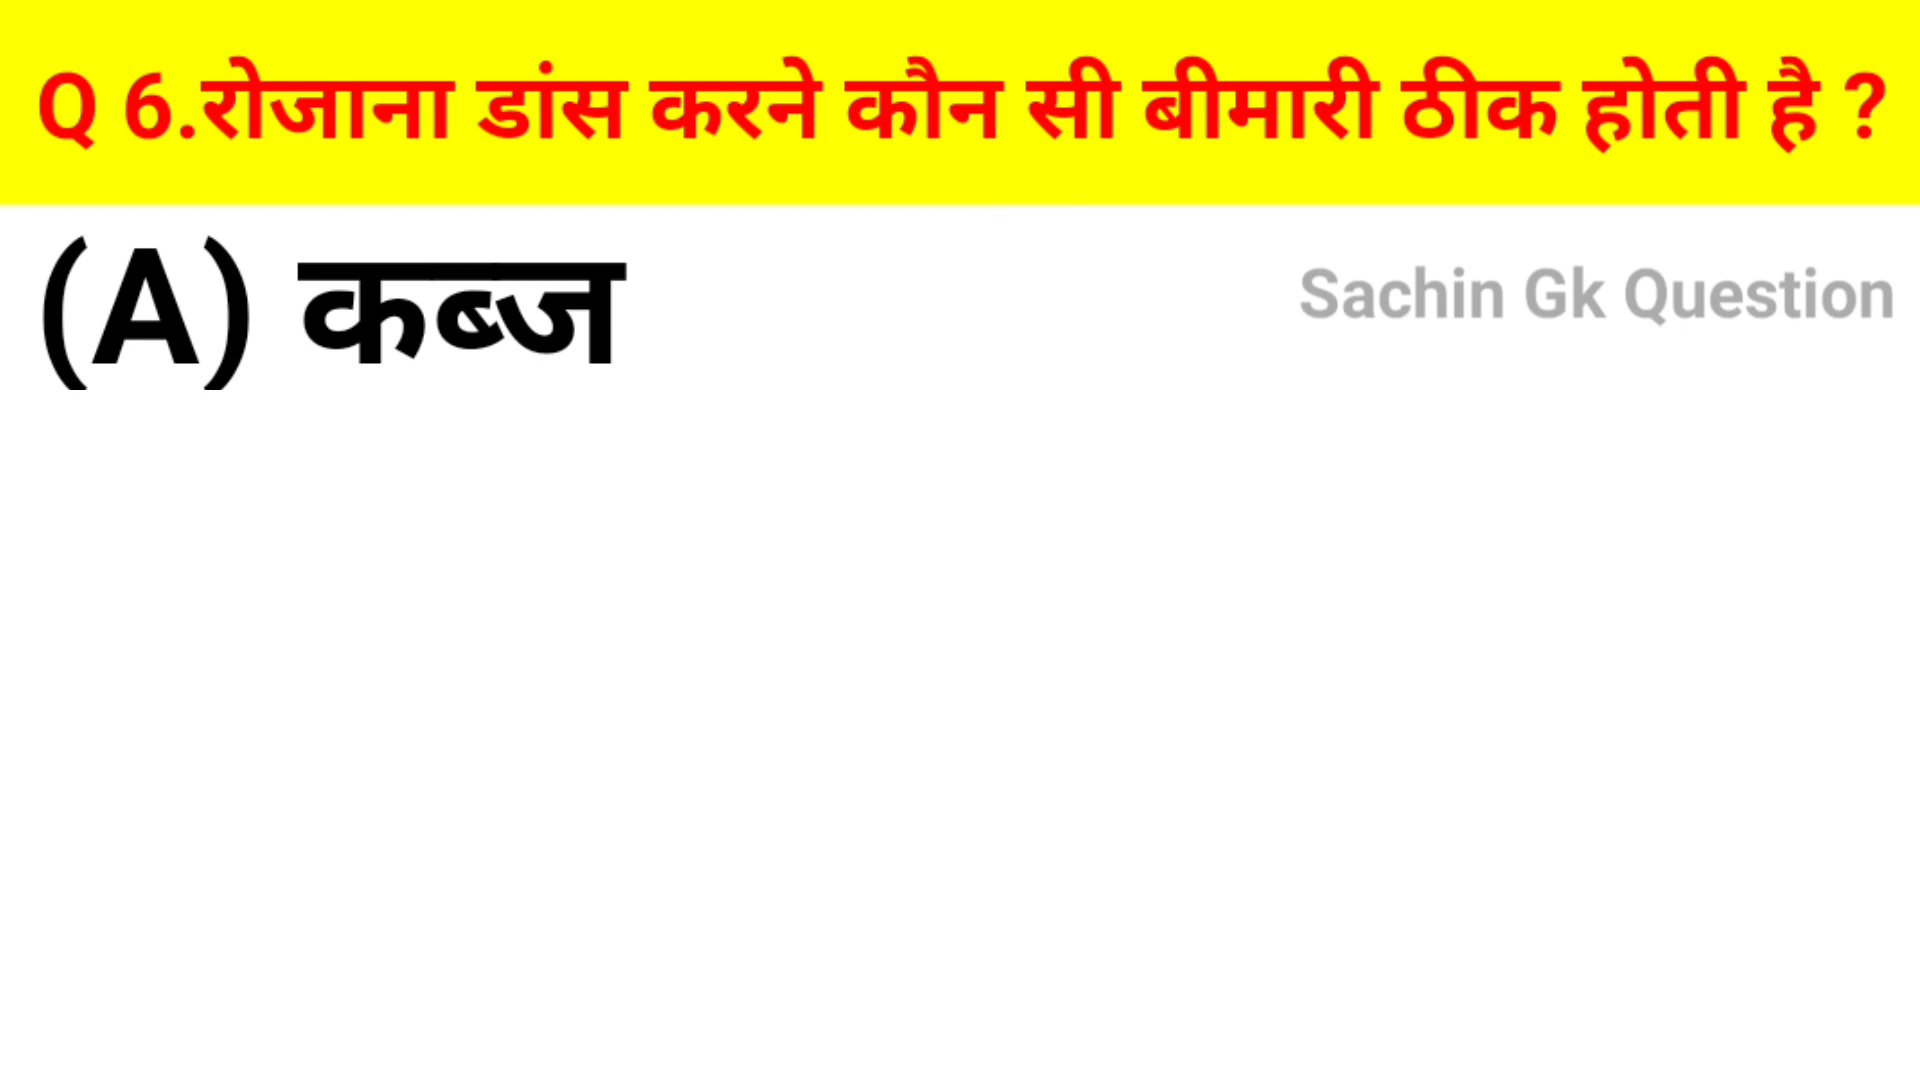 Q 6.रोजाना डांस करने कौन सी बीमारी ठीक होती है ?
(A) कब्ज
Sachin Gk Question